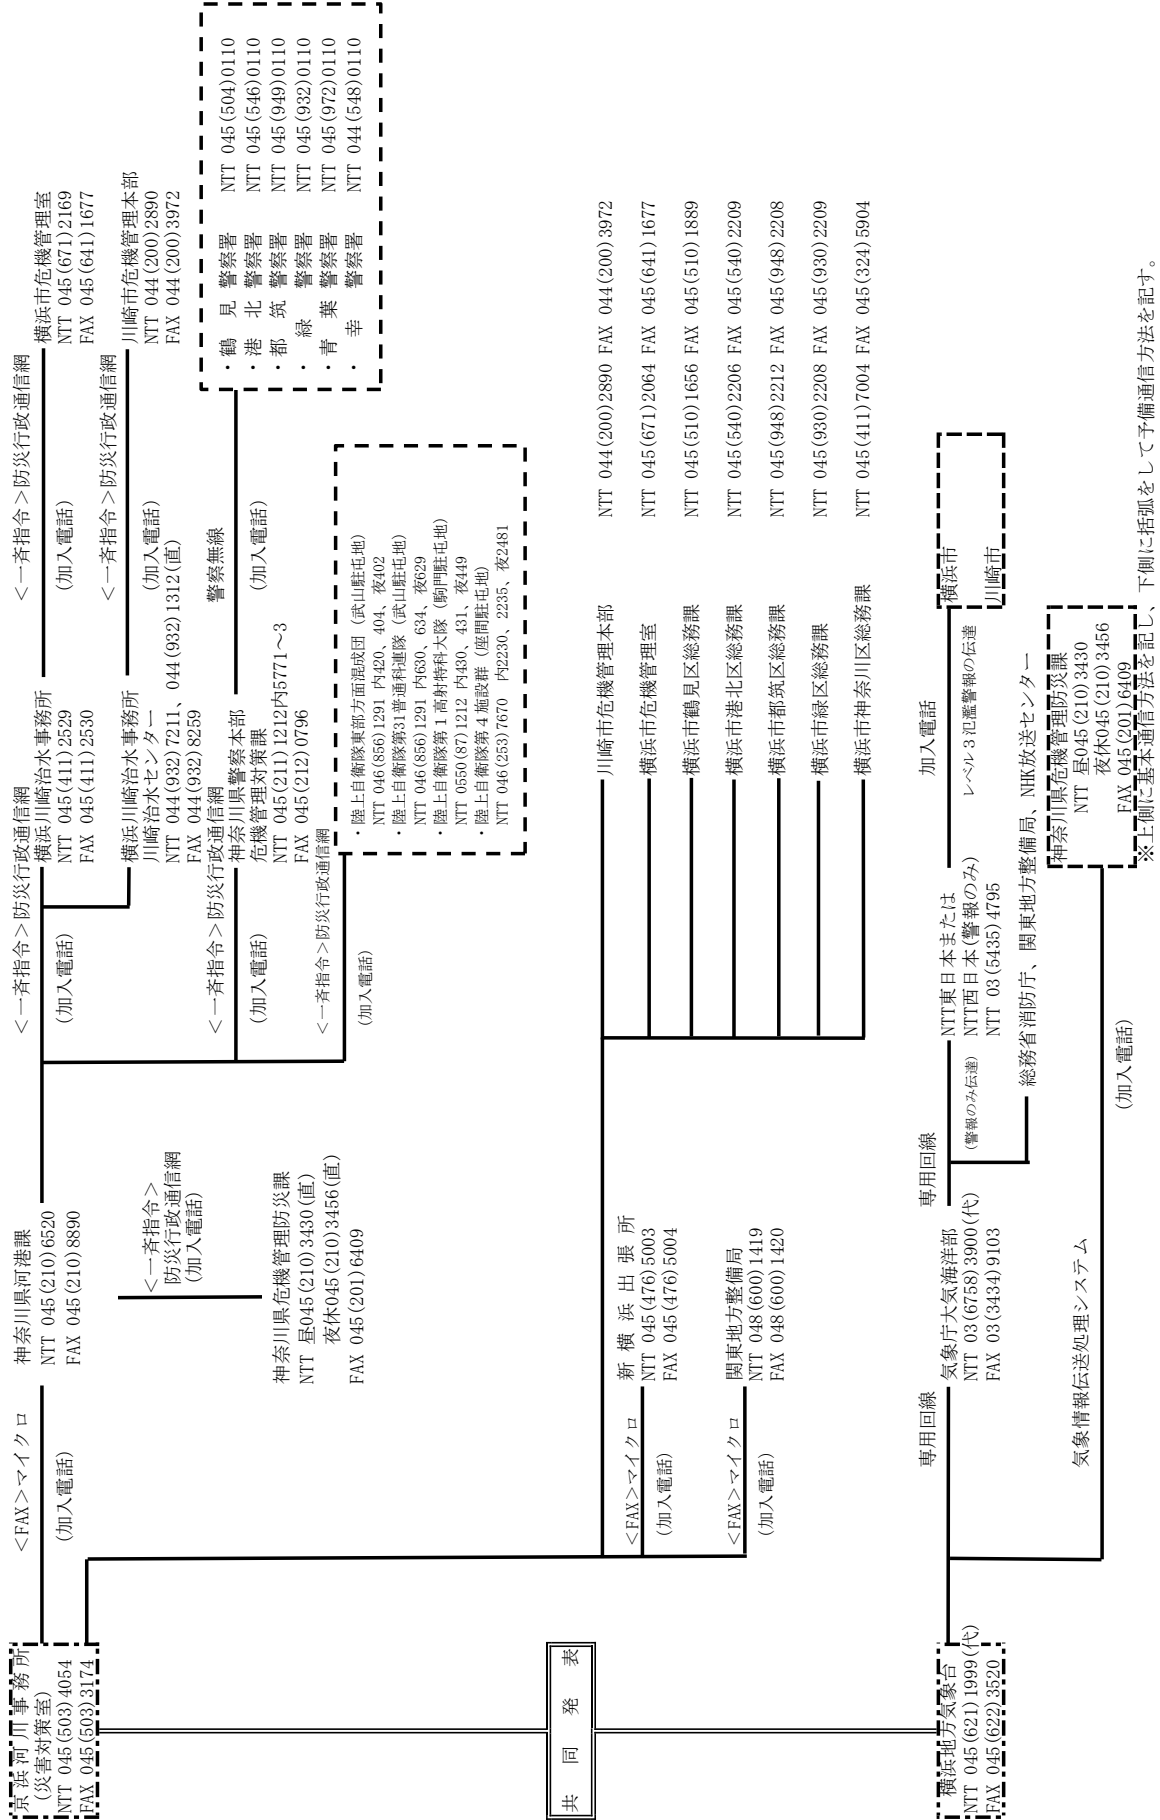 京浜河川事務所
(災害対策室)
NTT 045(503)4054
FAX 045(503)3174
<FAX>マイクロ
(加入電話)
神奈川県河港課
NTT 045(210)6520
FAX 045(210)8890
<一斉指令>
防災行政通信網
(加入電話)
神奈川県危機管理防災課
NTT 昼045(210)3430(直)
夜休045(210)3456(直)
FAX 045(201)6409
<一斉指令>防災行政通信網
(加入電話)
横浜川崎治水事務所
NTT 045(411)2529
FAX 045(411)2530
<一斉指令>防災行政通信網
(加入電話)
横浜市危機管理室
NTT 045(671)2169
FAX 045(641)1677
横浜川崎治水事務所
川崎治水センター
NTT 044(932)7211、044(932)1312(直)
FAX 044(932)8259
<一斉指令>防災行政通信網
(加入電話)
川崎市危機管理本部
NTT 044(200)2890
FAX 044(200)3972
<一斉指令>防災行政通信網
(加入電話)
神奈川県警察本部
危機管理対策課
NTT 045(211)1212内5771～3
FAX 045(212)0796
警察無線
(加入電話)
・鶴見 警察署 NTT 045(504)0110
・港北 警察署 NTT 045(546)0110
・都筑 警察署 NTT 045(949)0110
・緑 警察署 NTT 045(932)0110
・青葉 警察署 NTT 045(972)0110
・幸 警察署 NTT 044(548)0110
<一斉指令>防災行政通信網
(加入電話)
・陸上自衛隊東部方面混成団（武山駐屯地）
NTT 046(856)1291 内420、404、夜402
・陸上自衛隊第31普通科連隊（武山駐屯地）
NTT 046(856)1291 内630、634、夜629
・陸上自衛隊第１高射特科大隊（駒門駐屯地）
NTT 0550(87)1212 内430、431、夜449
・陸上自衛隊第４施設群（座間駐屯地）
NTT 046(253)7670 内2230、2235、夜2481
共同発表
<FAX>マイクロ
(加入電話)
新横浜出張所
NTT 045(476)5003
FAX 045(476)5004
<FAX>マイクロ
(加入電話)
関東地方整備局
NTT 048(600)1419
FAX 048(600)1420
川崎市危機管理本部 NTT 044(200)2890 FAX 044(200)3972
横浜市危機管理室 NTT 045(671)2064 FAX 045(641)1677
横浜市鶴見区総務課 NTT 045(510)1656 FAX 045(510)1889
横浜市港北区総務課 NTT 045(540)2206 FAX 045(540)2209
横浜市都筑区総務課 NTT 045(948)2212 FAX 045(948)2208
横浜市緑区総務課 NTT 045(930)2208 FAX 045(930)2209
横浜市神奈川区総務課 NTT 045(411)7004 FAX 045(324)5904
横浜地方気象台
NTT 045(621)1999(代)
FAX 045(622)3520
専用回線
気象庁大気海洋部
NTT 03(6758)3900(代)
FAX 03(3434)9103
専用回線
(警報のみ伝達)
NTT東日本または
NTT西日本(警報のみ)
NTT 03(5435)4795
加入電話
レベル３氾濫警報の伝達
横浜市
川崎市
総務省消防庁、関東地方整備局、NHK放送センター
気象情報伝送処理システム
(加入電話)
神奈川県危機管理防災課
NTT 昼045(210)3430
夜休045(210)3456
FAX 045(201)6409
※上側に基本通信方法を記し、下側に括弧をして予備通信方法を記す。